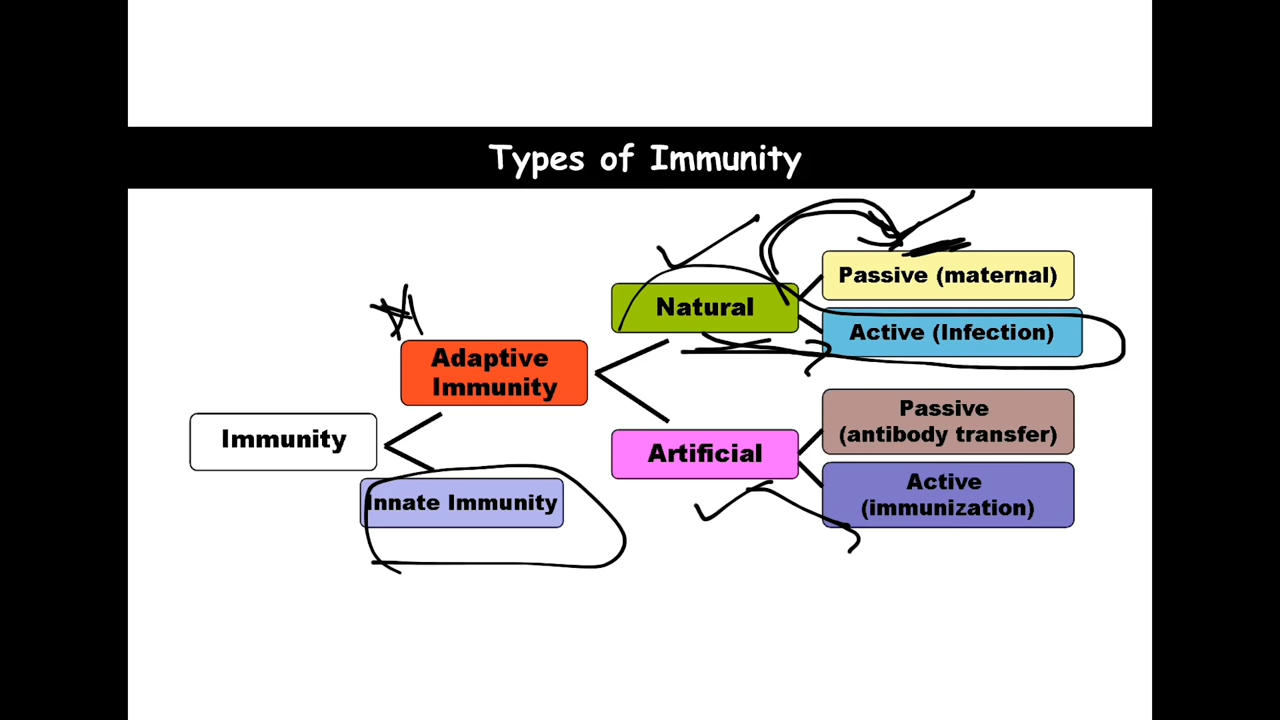 Types of Immunity
Natural
Passive (maternal)
Active (Infection)
Adaptive
Immunity
Immunity
Innate Immunity
Artificial
Passive
(antibody transfer)
Active
(immunization)